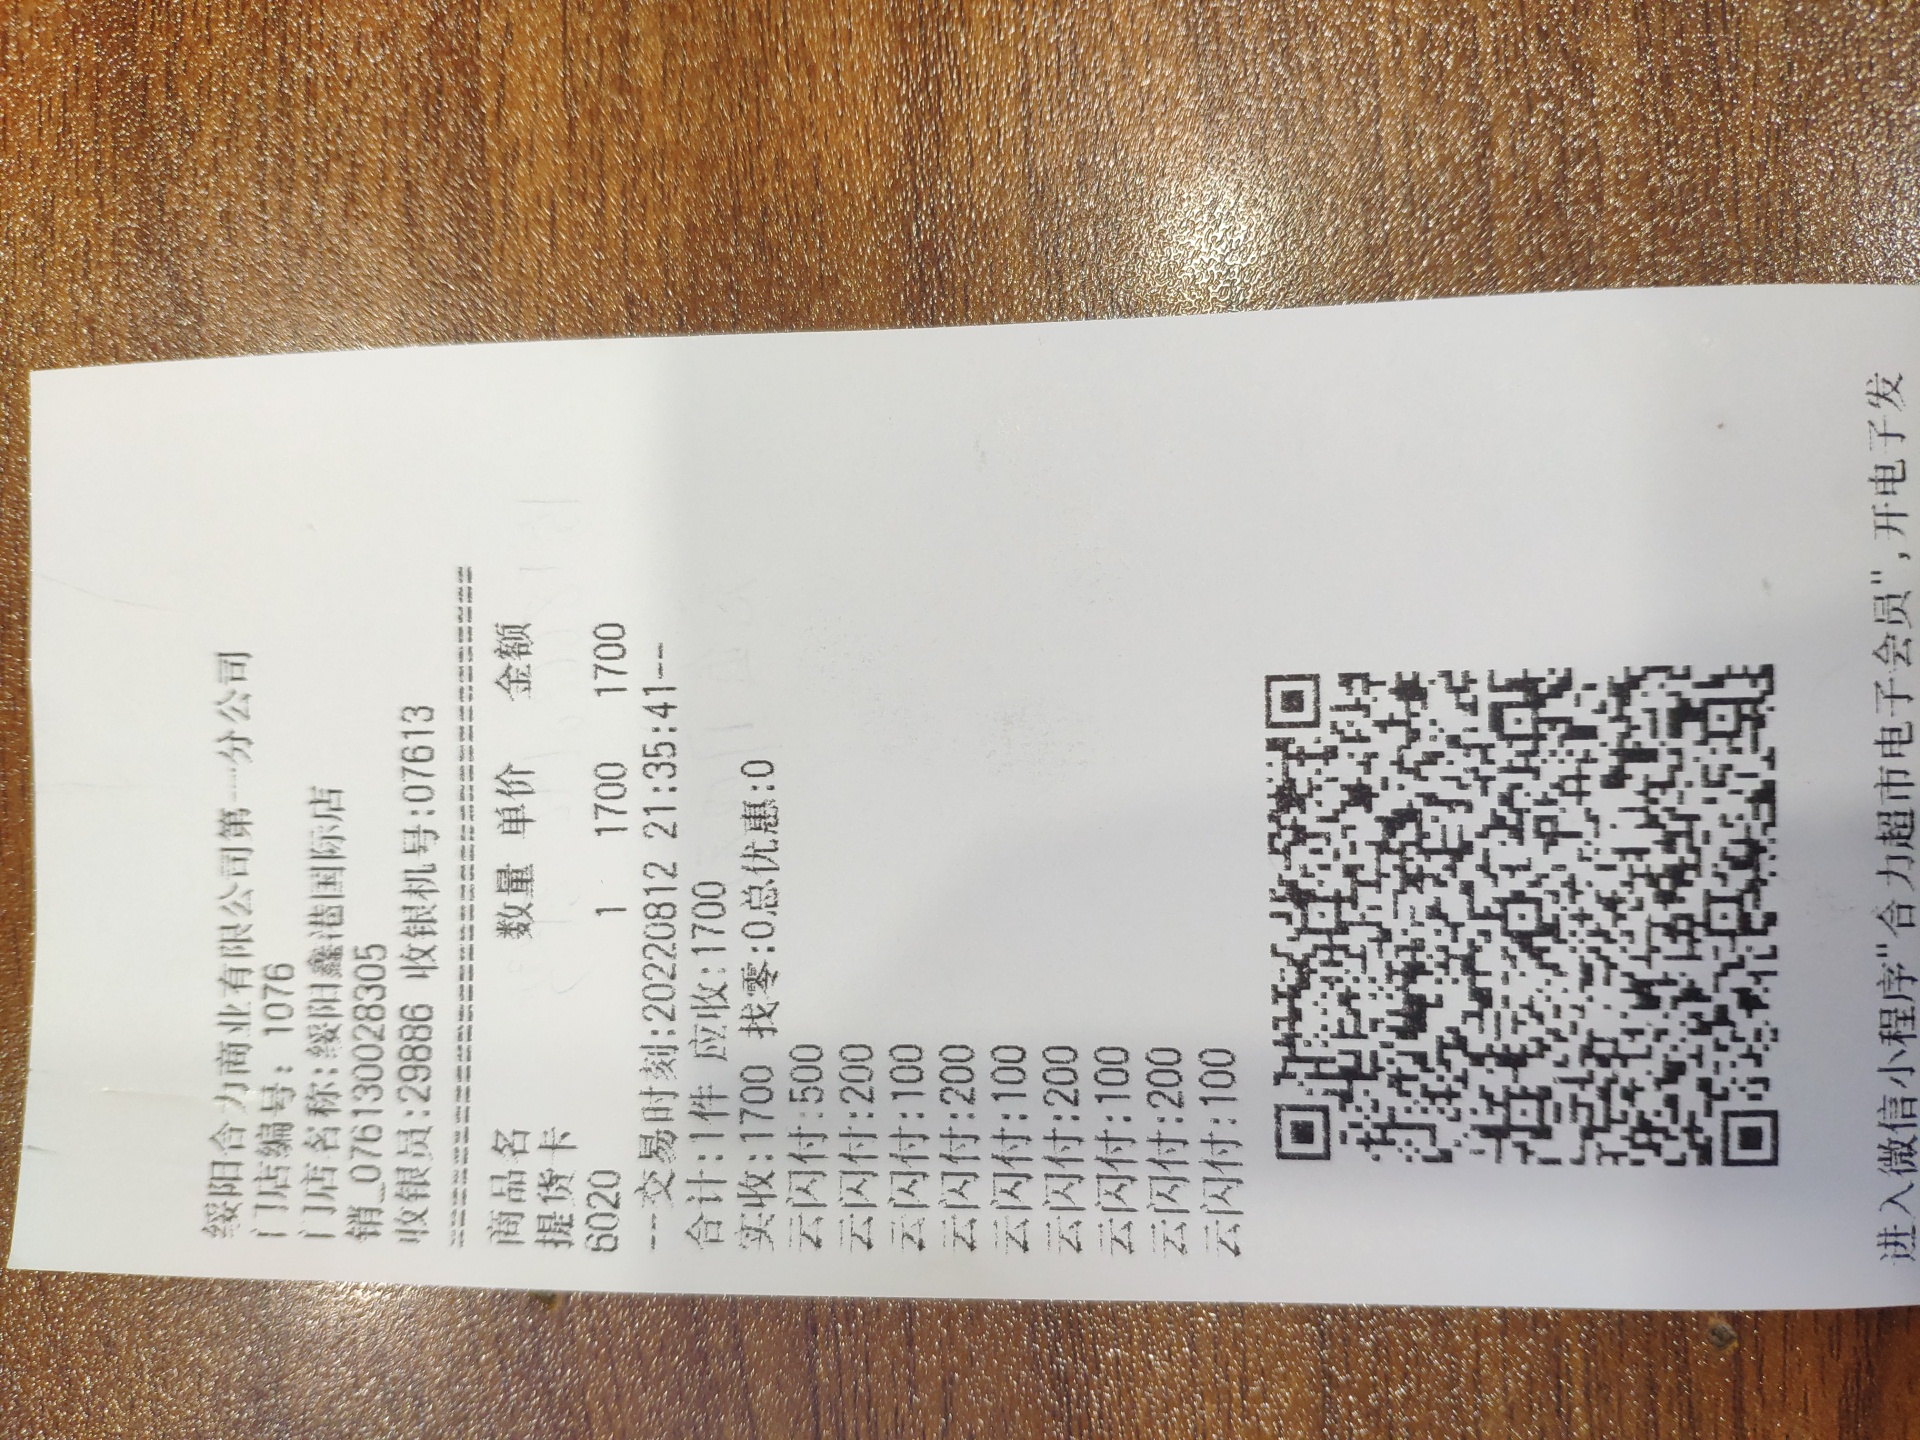 绥阳合力商业有限公司第一分公司
门店编号: 1076
门店名称:绥阳鑫港国际店
销_0761300283​05
收银员:29886 收银机号:07613
商品名 数量 单价 金额
提货卡
6020 1 1700 1700
---交易时刻:20220812 21:35:41--
合计:1件 应收:1700
实收:1700 找零:0总优惠:0
云闪付:500
云闪付:200
云闪付:100
云闪付:200
云闪付:100
云闪付:200
云闪付:100
云闪付:200
云闪付:100
进入微信小程序"合力超市电子会员",开电子发